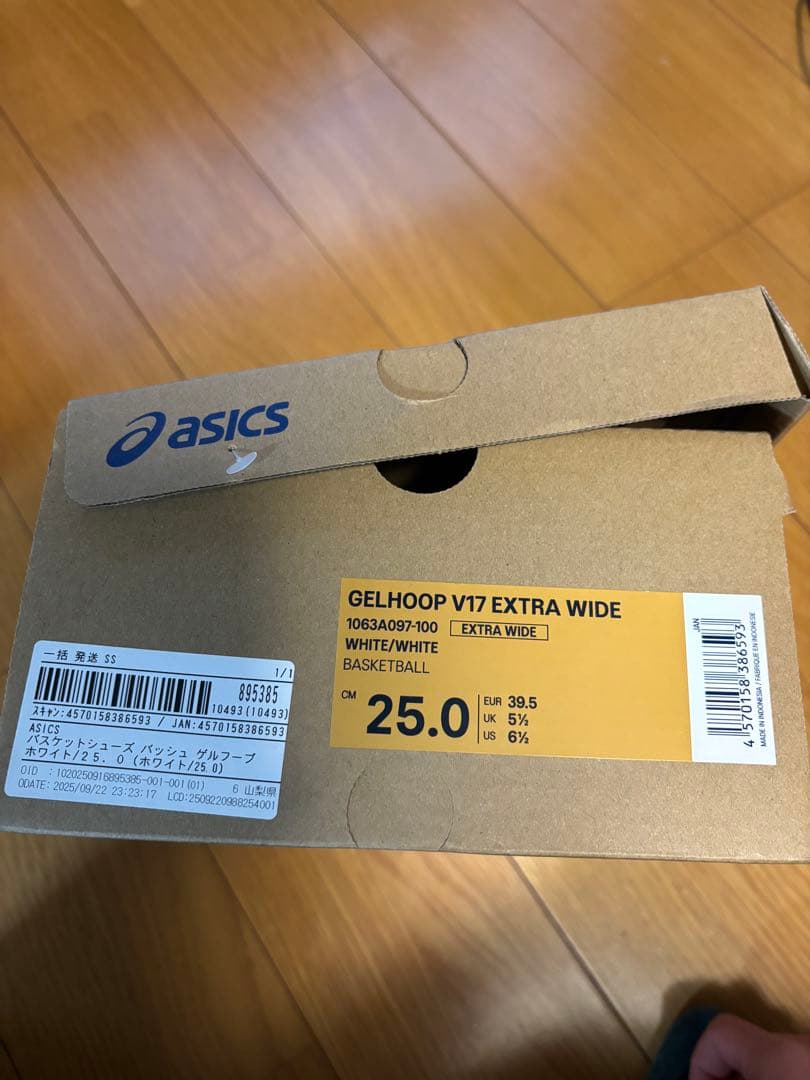 asics
GELHOOP V17 EXTRA WIDE
1063A097-100 EXTRA WIDE
WHITE/WHITE
BASKETBALL
CM 25.0
EUR 39.5
UK 5½
US 6½
JAN
4 570158 386593
MADE IN INDONESIA / FABRIQUE EN INDONESIE
一括 発送 SS
1/1
895385
10493(10493)
スキャン:4570158386593 / JAN:4570158386593
ASICS
バスケットシューズ バッシュ ゲルフープ
ホワイト/25.0 (ホワイト/25.0)
OID :1020250916895385-001-001(01) 6 山梨県
ODATE: 2025/09/22 23:23:17 LCD:2509220988254001